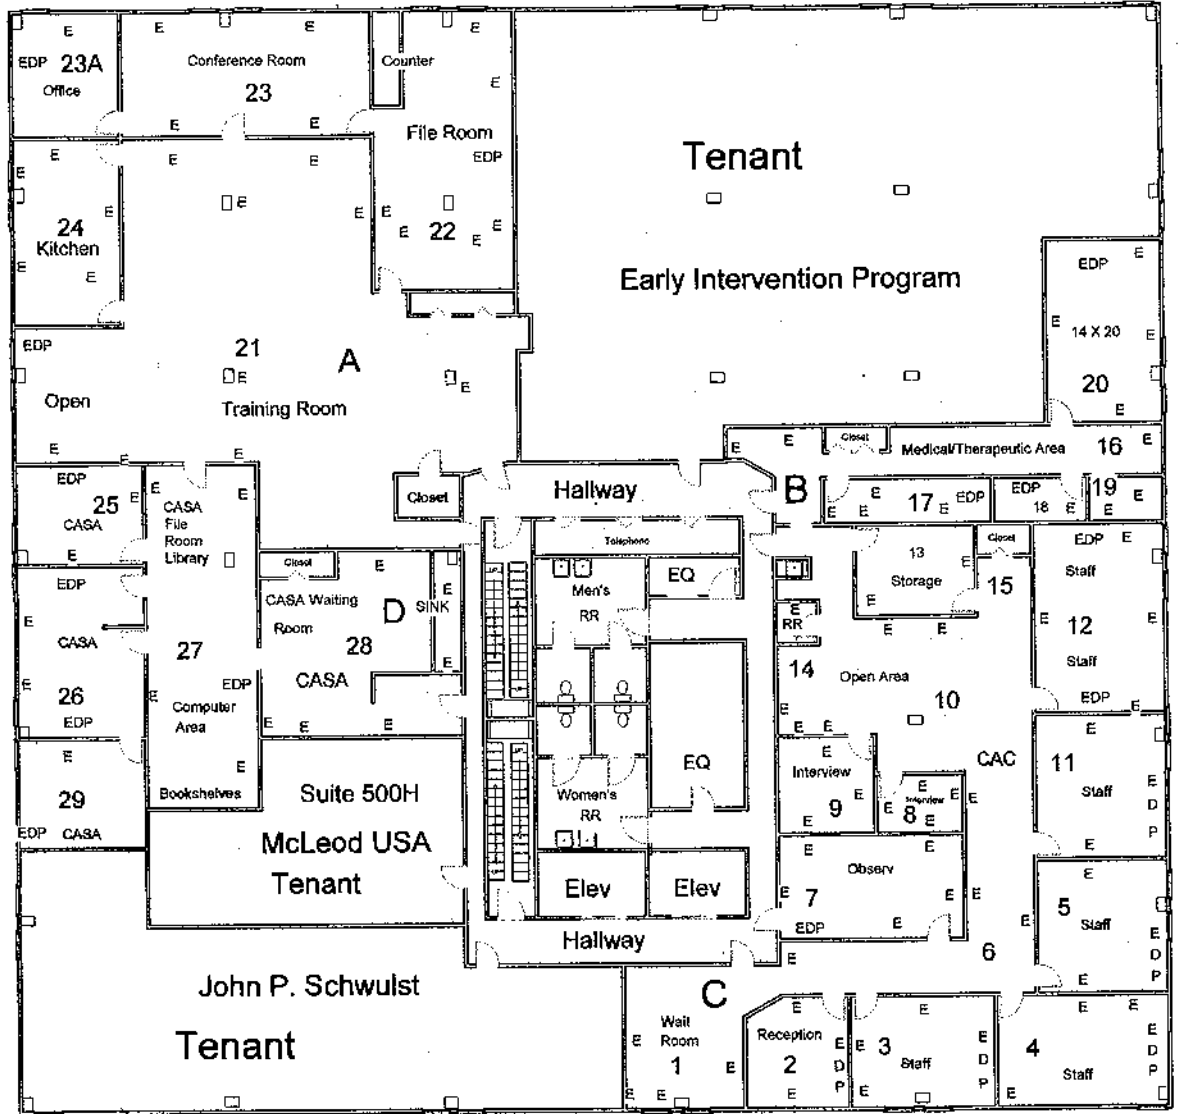 E
E
E
E
EDP 23A
Conference Room
Counter
Office
23
E
E
E
File Room
Tenant
E
E
E
EDP
E
E
E
E
24
E
E
22
E
E
Kitchen
E
E
E
Early Intervention Program
EDP
E
EDP
21
A
E
14 X 20
E
E
E
20
Open
Training Room
E
E
E
E
E
E
Closet
Medical/Therapeutic Area
16
E
EDP
25
E
CASA
E
E
CASA
File
Room
Library
Closet
Hallway
B
E
17
EDP
E
E
E
EDP
18
E
19
E
E
Telephone
E
EDP
E
CASA
26
E
EDP
Closet
E
CASA Waiting
Room
D
SINK
E
E
28
CASA
E
E
E
27
EDP
E
Computer
Area
E
Bookshelves
Men's
RR
EQ
13
Storage
E
Closet
15
EDP
E
Staff
E
12
E
Staff
EDP
E
E
RR
E
E
14
Open Area
10
E
E
E
CAC
E
29
EDP
CASA
Suite 500H
McLeod USA
Tenant
EQ
Women's
RR
Elev
Elev
E
Interview
E
9
E
E
Interview
8
E
E
E
E
11
E
Staff
E
D
P
E
E
E
Observ
E
7
EDP
E
E
E
E
5
Staff
E
D
P
E
Hallway
E
6
John P. Schwulst
Tenant
C
Wait
Room
E
1
E
E
E
E
Reception
2
E
D
P
E
E
E
3
Staff
E
D
P
E
E
E
4
Staff
E
D
P
E